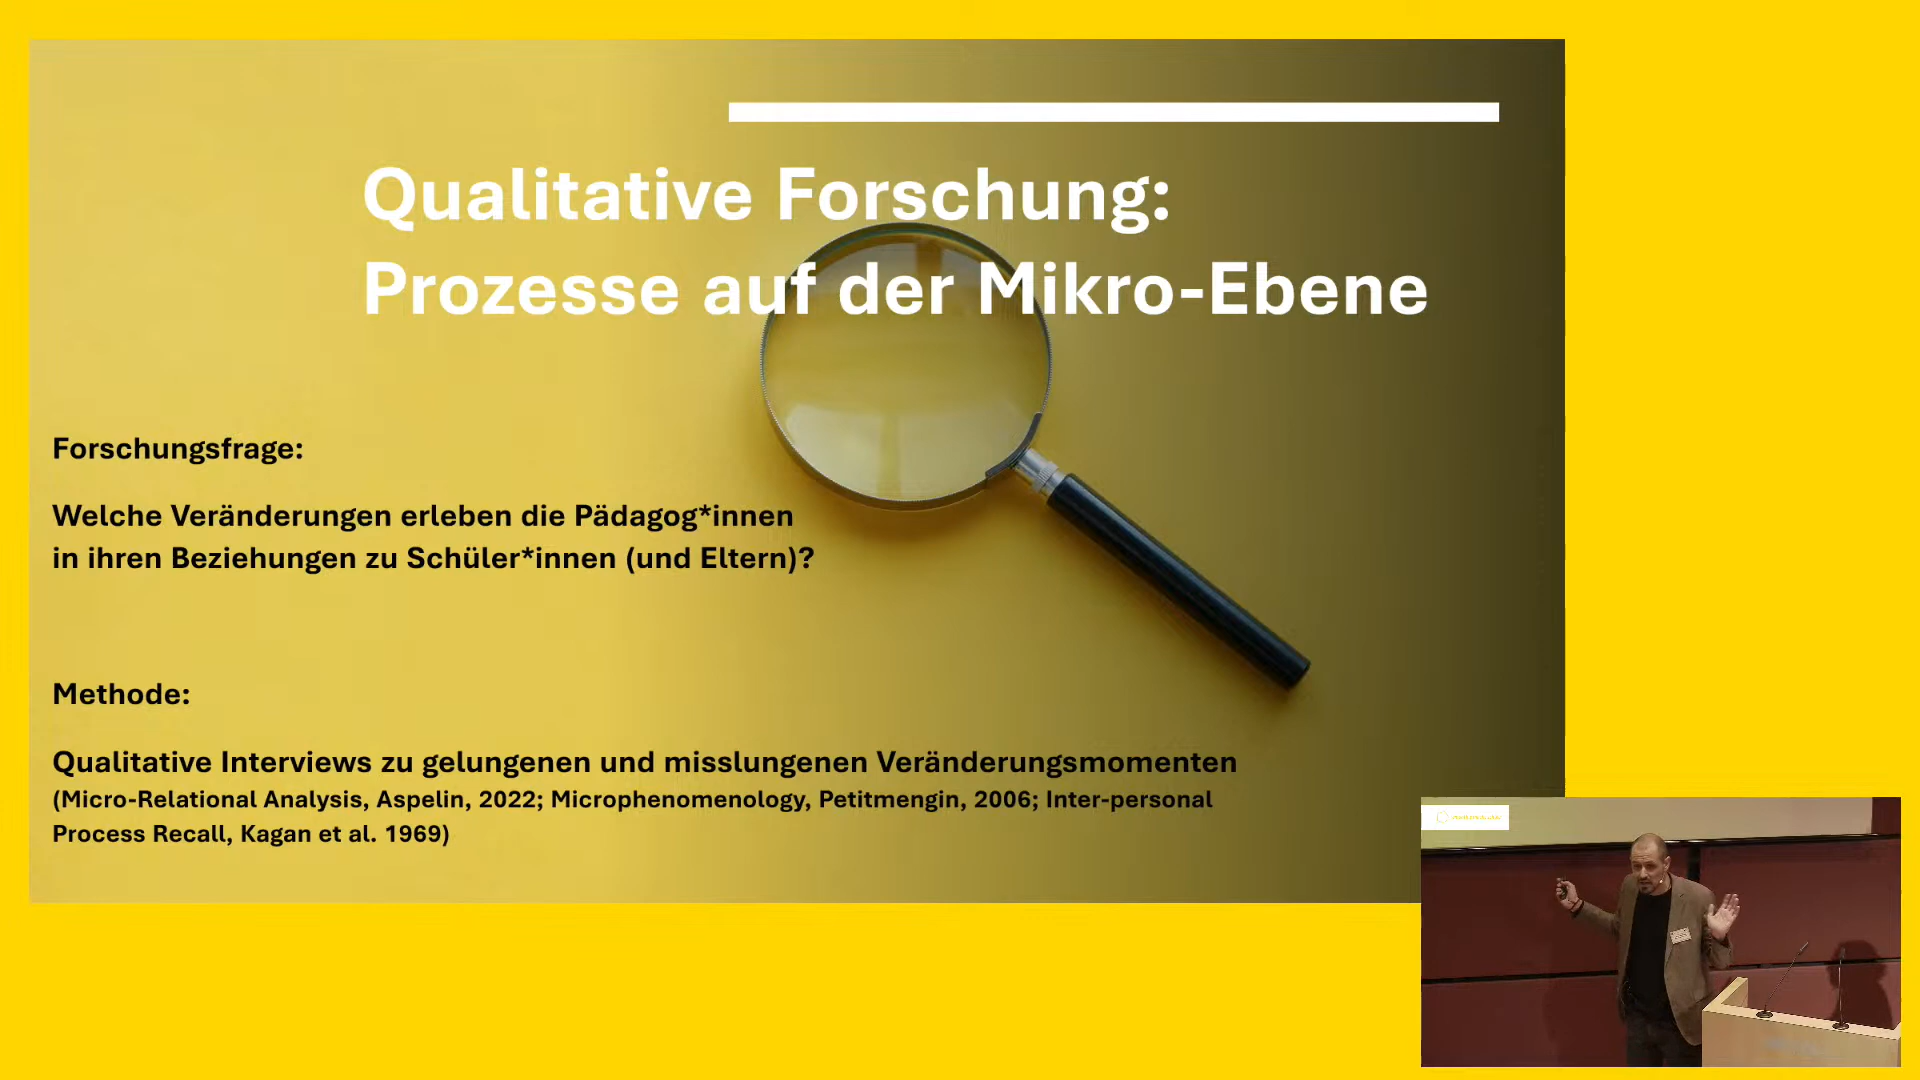 Qualitative Forschung:
Prozesse auf der Mikro-Ebene
Forschungsfrage:
Welche Veränderungen erleben die Pädagog*innen
in ihren Beziehungen zu Schüler*innen (und Eltern)?
Methode:
Qualitative Interviews zu gelungenen und misslungenen Veränderungsmomenten
(Micro-Relational Analysis, Aspelin, 2022; Microphenomenology, Petitmengin, 2006; Inter-personal
Process Recall, Kagan et al. 1969)